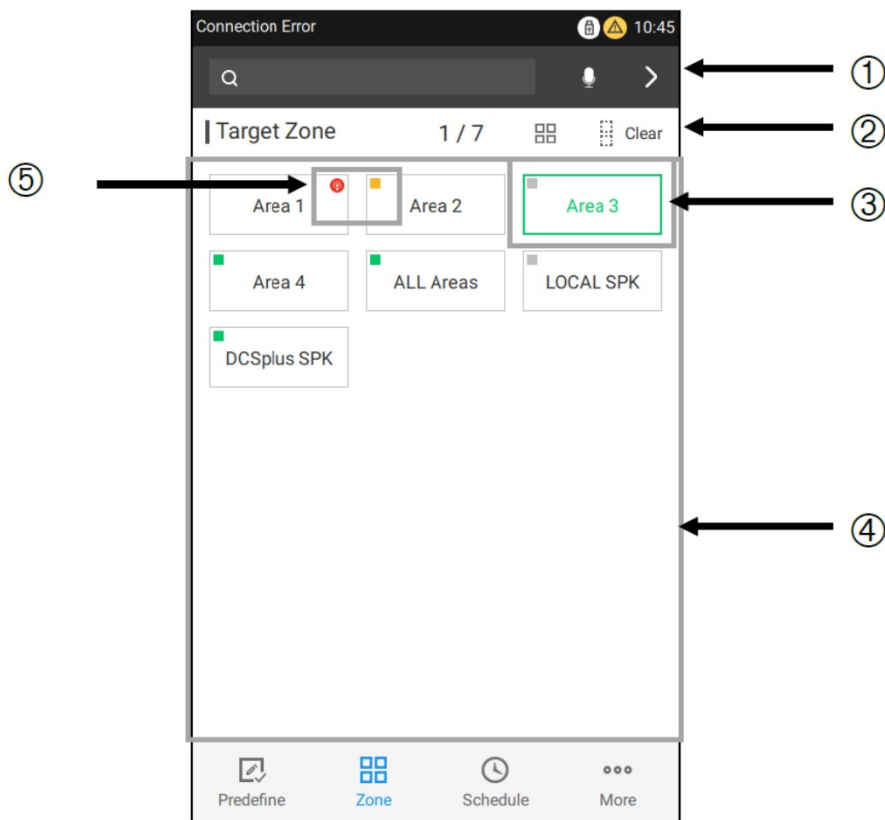 Connection Error 10:45
①
Target Zone 1 / 7 Clear
②
⑤
Area 1 Area 2 Area 3
③
Area 4 ALL Areas LOCAL SPK
DCSplus SPK
④
Predefine Zone Schedule More